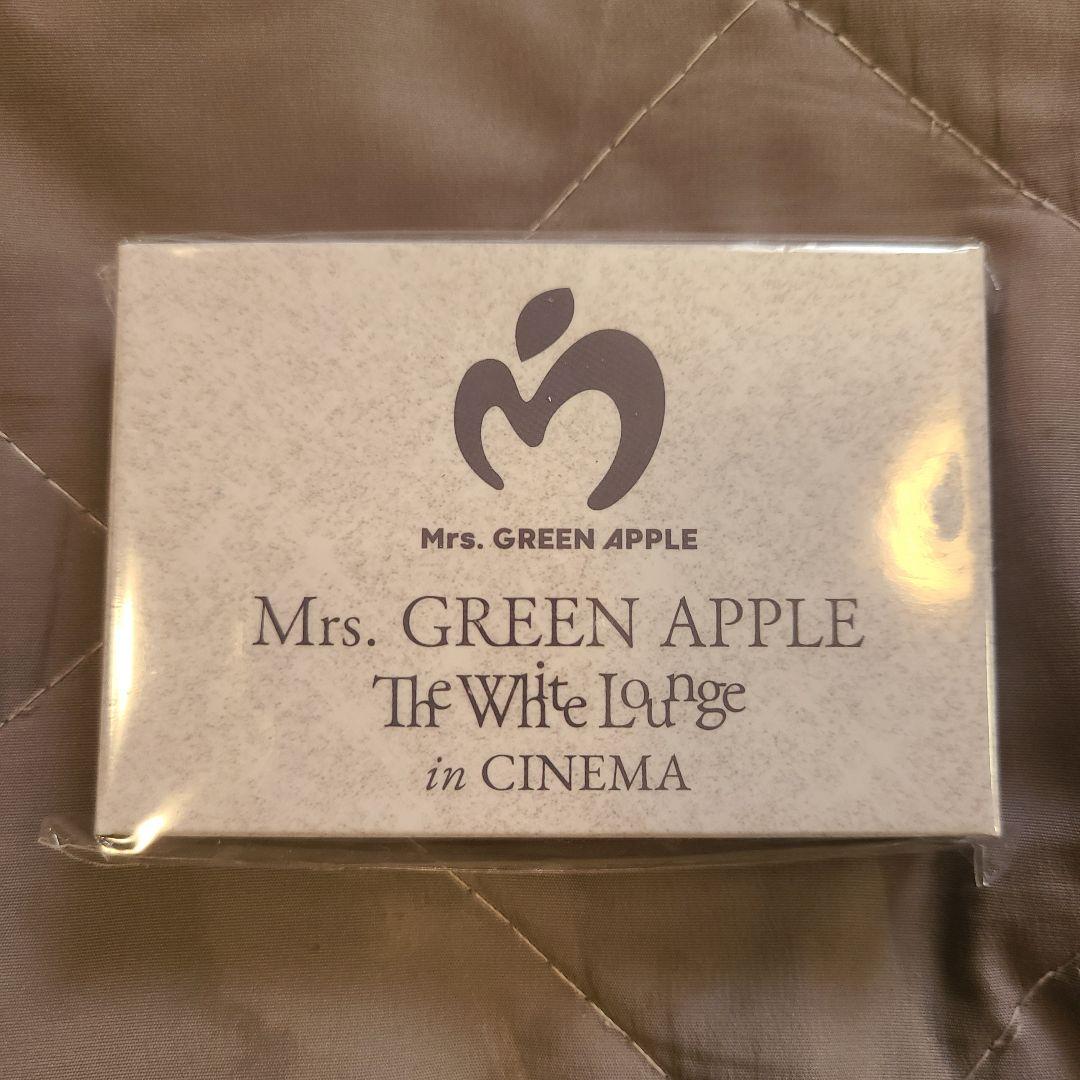 Mrs. GREEN APPLE
Mrs. GREEN APPLE
The White Lounge
in CINEMA